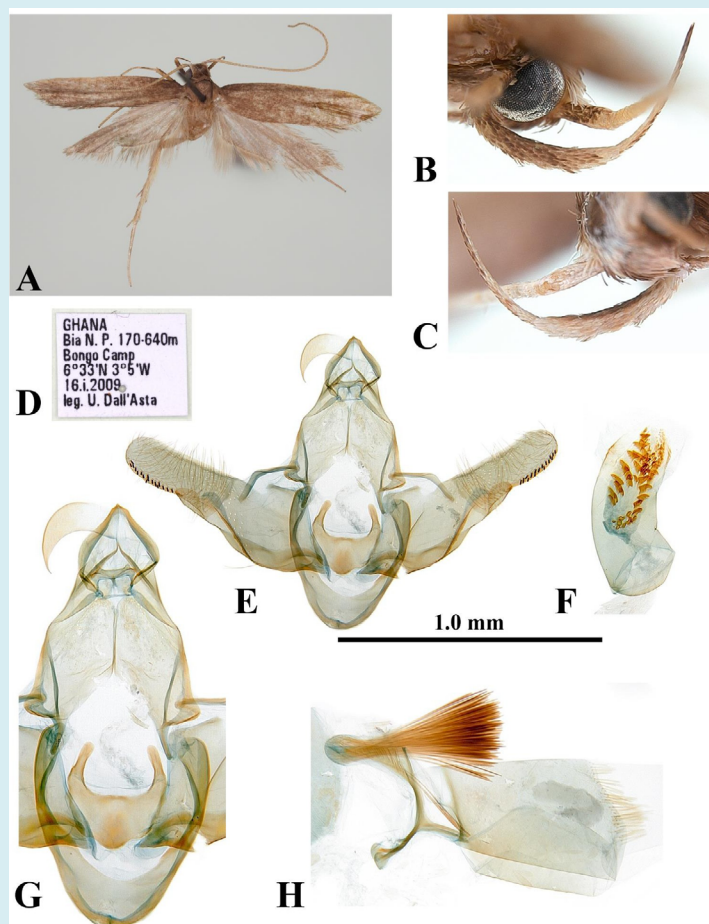 A
B
C
D
GHANA
Bia N. P. 170-640m
Bongo Camp
6°33'N 3°5'W
16.i.2009
leg. U. Dall'Asta
E
F
1.0 mm
G
H